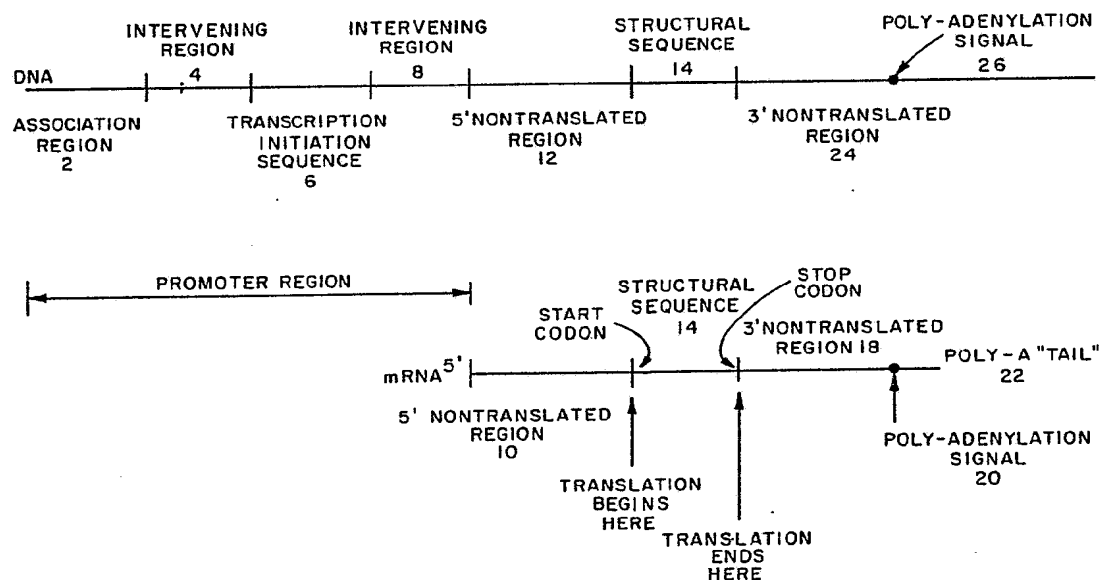 INTERVENING
REGION
4
INTERVENING
REGION
8
STRUCTURAL
SEQUENCE
14
POLY-ADENYLATION
SIGNAL
26
DNA
ASSOCIATION
REGION
2
TRANSCRIPTION
INITIATION
SEQUENCE
6
5' NONTRANSLATED
REGION
12
3' NONTRANSLATED
REGION
24
PROMOTER REGION
START
CODON
STRUCTURAL
SEQUENCE
14
STOP
CODON
3' NONTRANSLATED
REGION 18
mRNA 5'
POLY-A "TAIL"
22
5' NONTRANSLATED
REGION
10
TRANSLATION
BEGINS
HERE
TRANSLATION
ENDS
HERE
POLY-ADENYLATION
SIGNAL
20